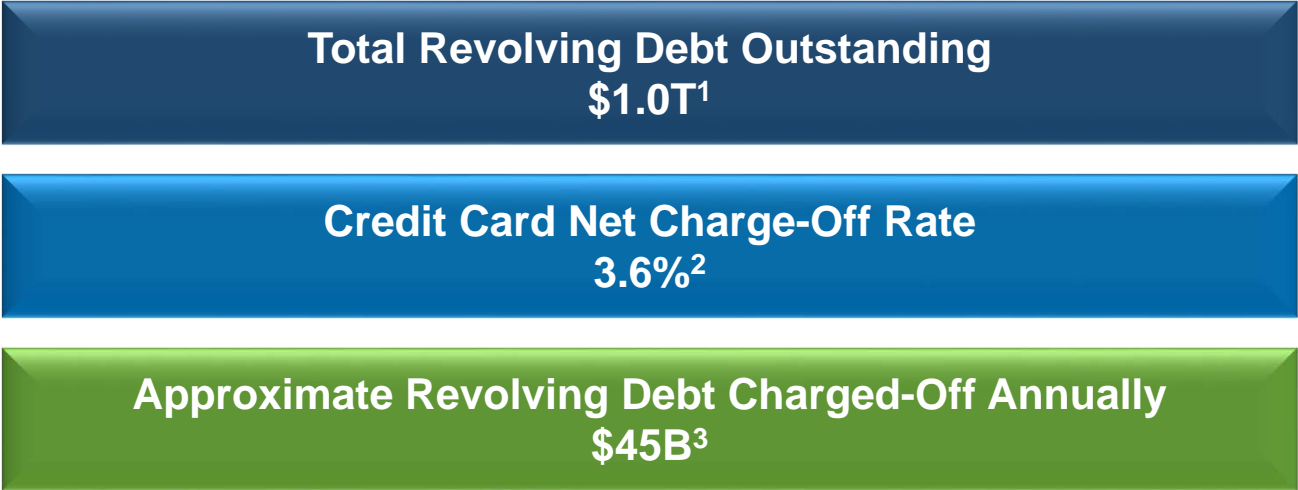 Total Revolving Debt Outstanding
$1.0T¹
Credit Card Net Charge-Off Rate
3.6%²
Approximate Revolving Debt Charged-Off Annually
$45B³